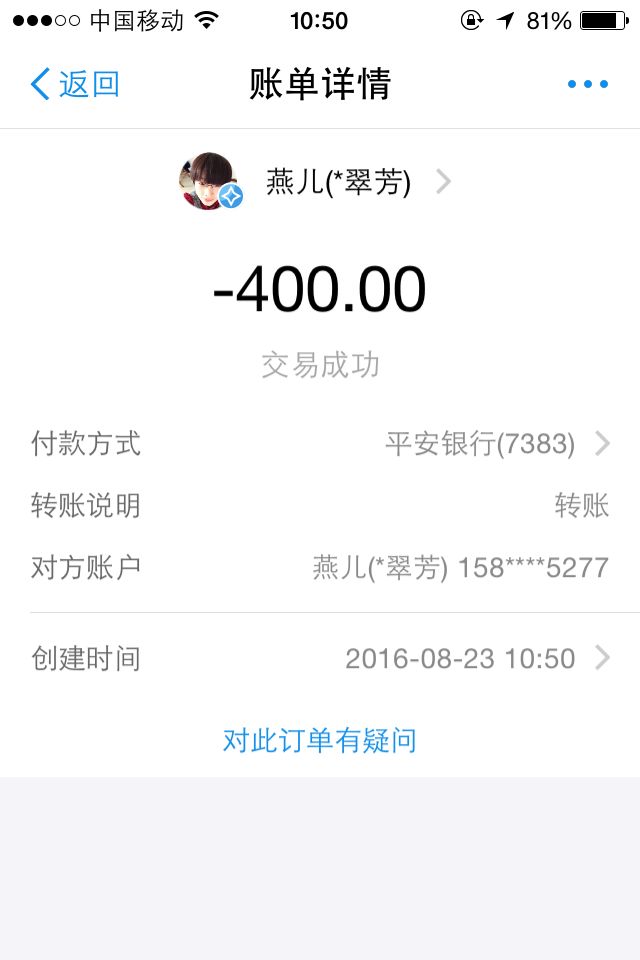 中国移动 10:50 81%
返回 账单详情
燕儿(*翠芳)
-400.00
交易成功
付款方式 平安银行(7383)
转账说明 转账
对方账户 燕儿(*翠芳) 158****5277
创建时间 2016-08-23 10:50
对此订单有疑问